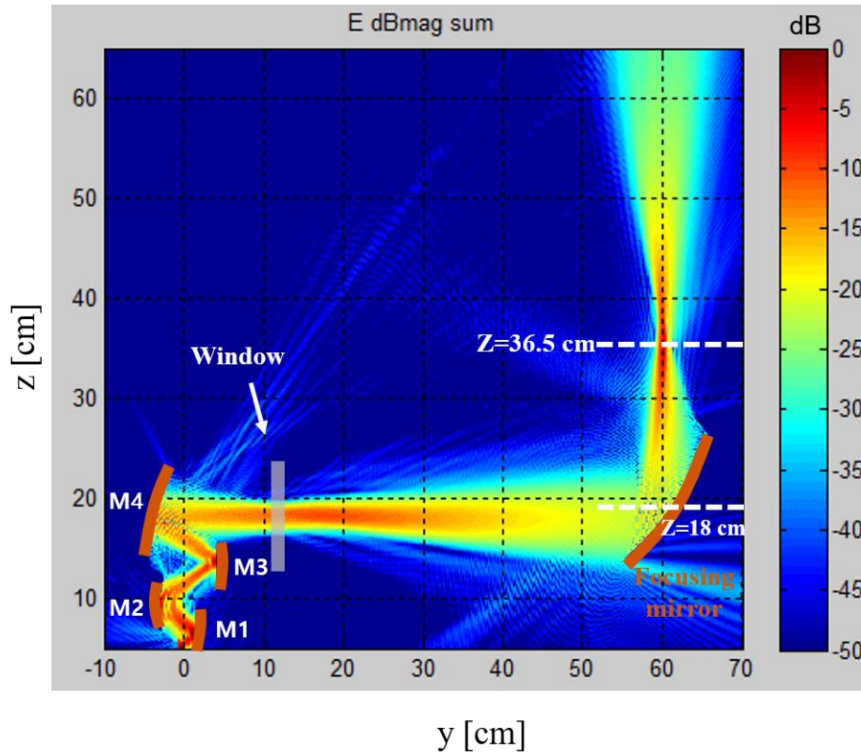 E dBmag sum
dB
0
-5
-10
-15
-20
-25
-30
-35
-40
-45
-50
60
50
40
30
20
10
z [cm]
Window
Z=36.5 cm
M4
Z=18 cm
M3
Focusing
mirror
M2
M1
-10 0 10 20 30 40 50 60 70
y [cm]